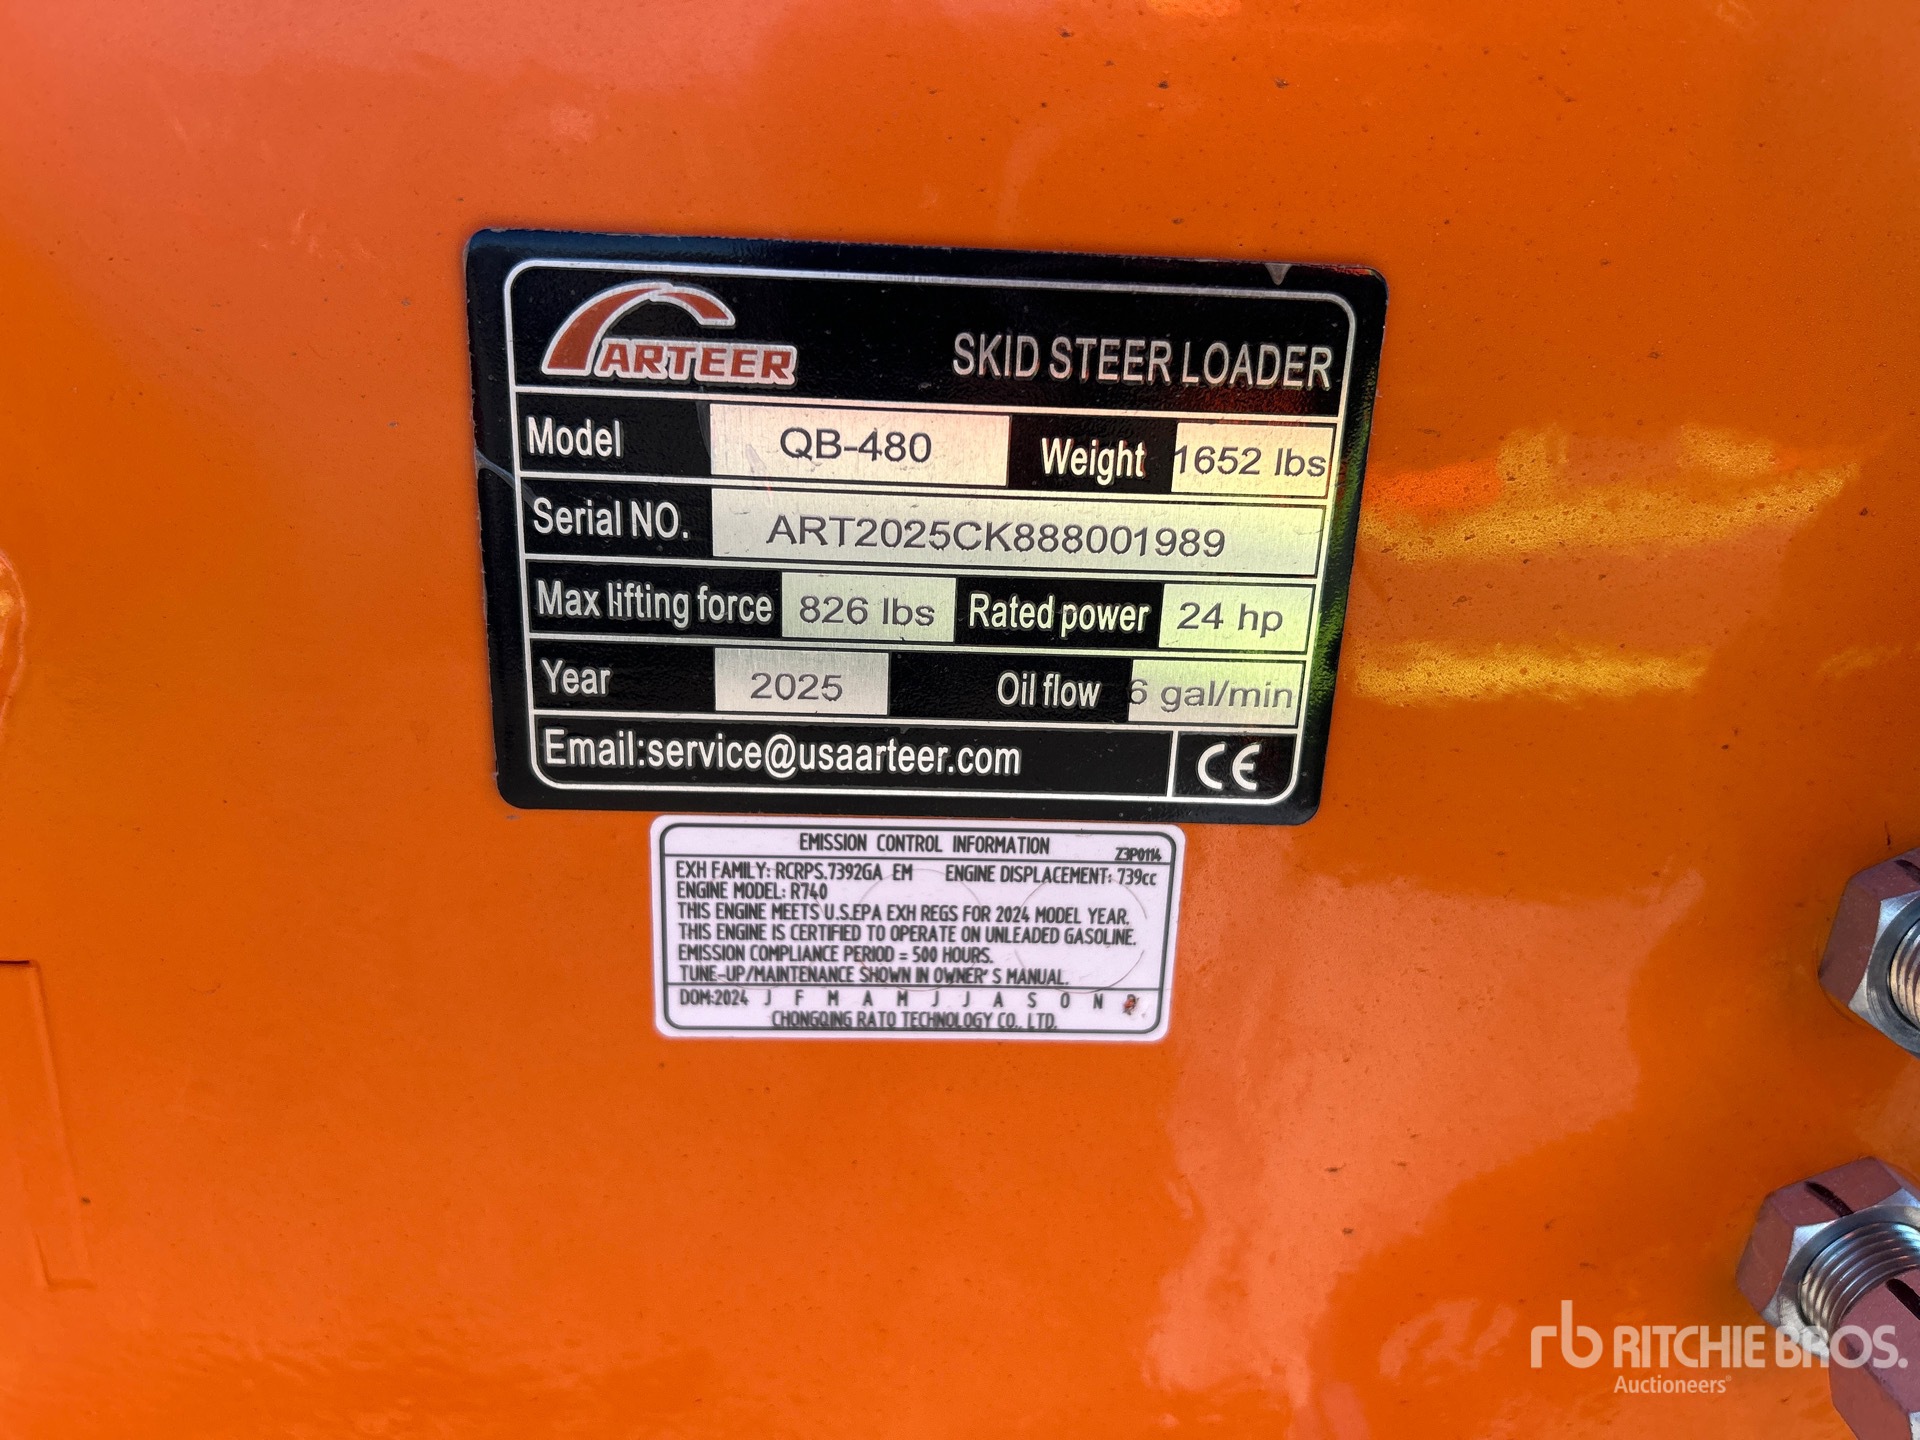 ARTEER SKID STEER LOADER
Model QB-480 Weight 1652 lbs
Serial NO. ART2025CK888001989
Max lifting force 826 lbs Rated power 24 hp
Year 2025 Oil flow 6 gal/min
Email:service@usaarteer.com CE
EMISSION CONTROL INFORMATION Z3P0114
EXH FAMILY: RCRPS.7392GA EM ENGINE DISPLACEMENT: 739cc
ENGINE MODEL: R740
THIS ENGINE MEETS U.S.EPA EXH REGS FOR 2024 MODEL YEAR.
THIS ENGINE IS CERTIFIED TO OPERATE ON UNLEADED GASOLINE.
EMISSION COMPLIANCE PERIOD = 500 HOURS.
TUNE-UP/MAINTENANCE SHOWN IN OWNER'S MANUAL.
DOM:2024 J F M A M J J A S O N
CHONGQING RATO TECHNOLOGY CO., LTD.
rb RITCHIE BROS.
Auctioneers